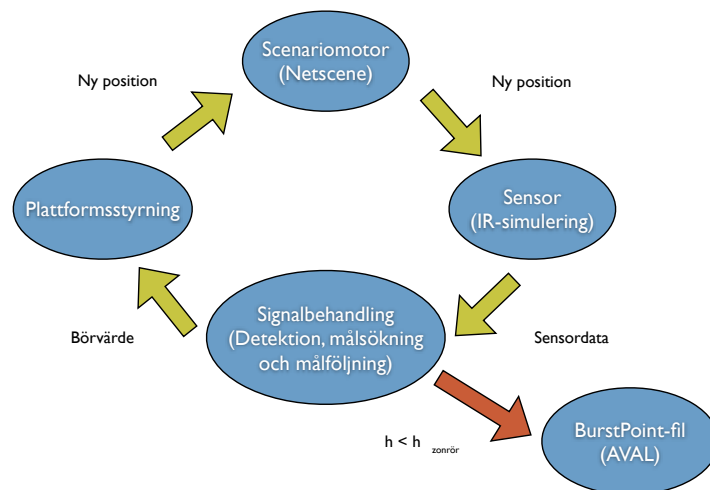 Scenariomotor
(Netscene)
Ny position
Ny position
Plattformsstyrning
Sensor
(IR-simulering)
Signalbehandling
(Detektion, målsökning
och målföljning)
Börvärde
Sensordata
h < h zonrör
BurstPoint-fil
(AVAL)